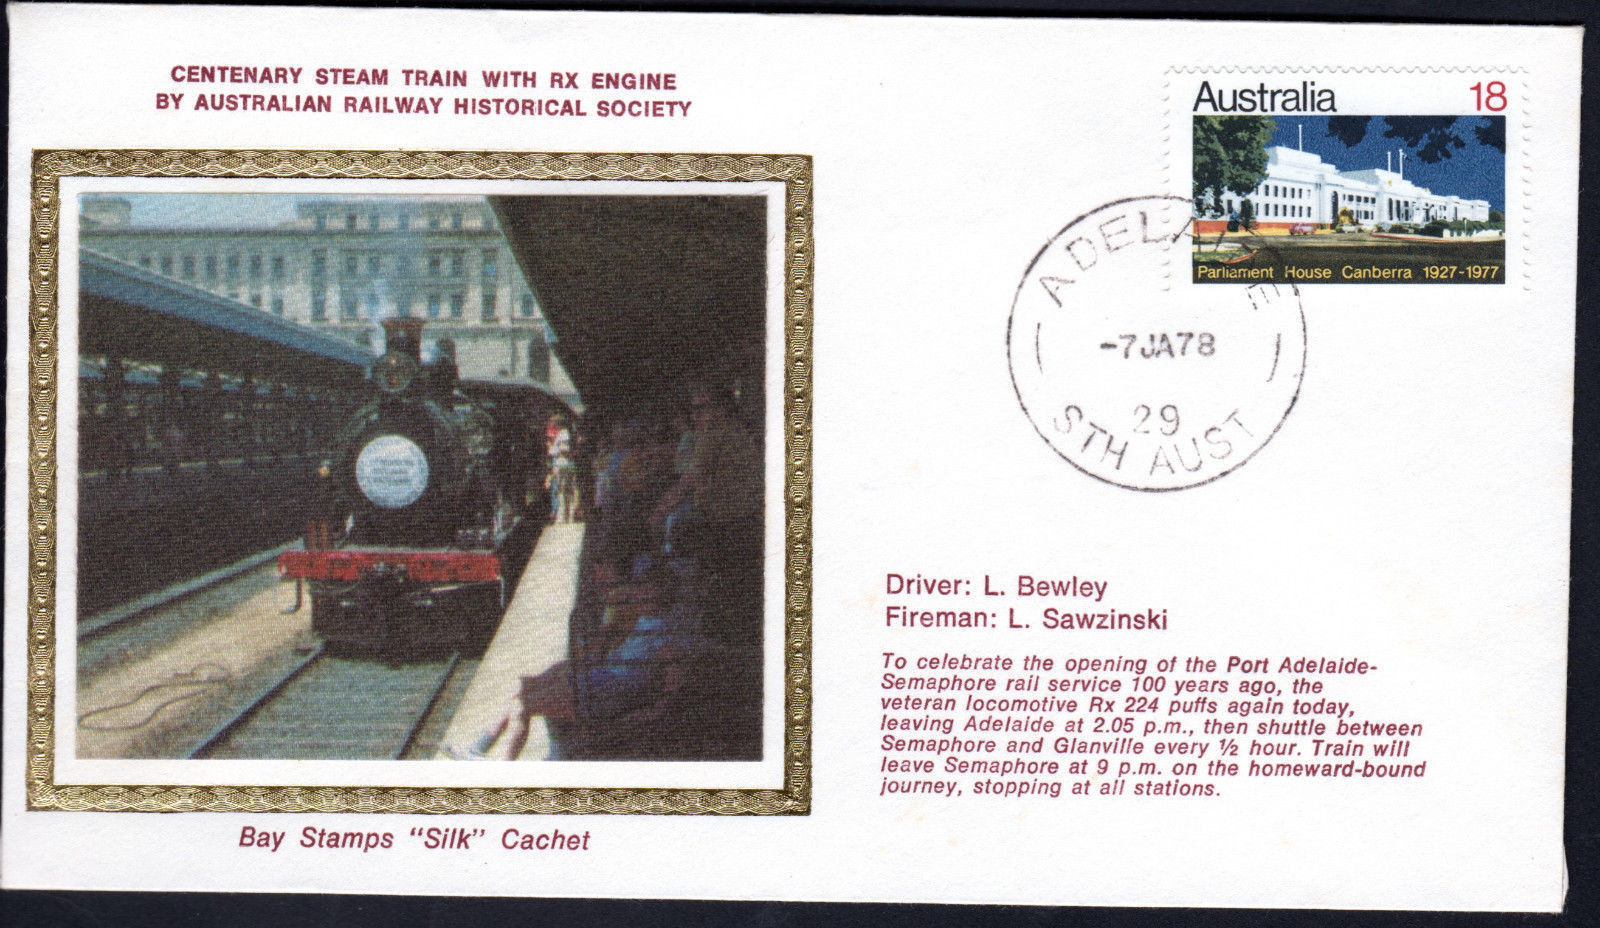 CENTENARY STEAM TRAIN WITH RX ENGINE
BY AUSTRALIAN RAILWAY HISTORICAL SOCIETY
Australia 18
Parliament House Canberra 1927-1977
ADELAIDE
-7JA78
29
STH AUST
Driver: L. Bewley
Fireman: L. Sawzinski
To celebrate the opening of the Port Adelaide-
Semaphore rail service 100 years ago, the
veteran locomotive Rx 224 puffs again today,
leaving Adelaide at 2.05 p.m., then shuttle between
Semaphore and Glanville every ½ hour. Train will
leave Semaphore at 9 p.m. on the homeward-bound
journey, stopping at all stations.
Bay Stamps “Silk” Cachet